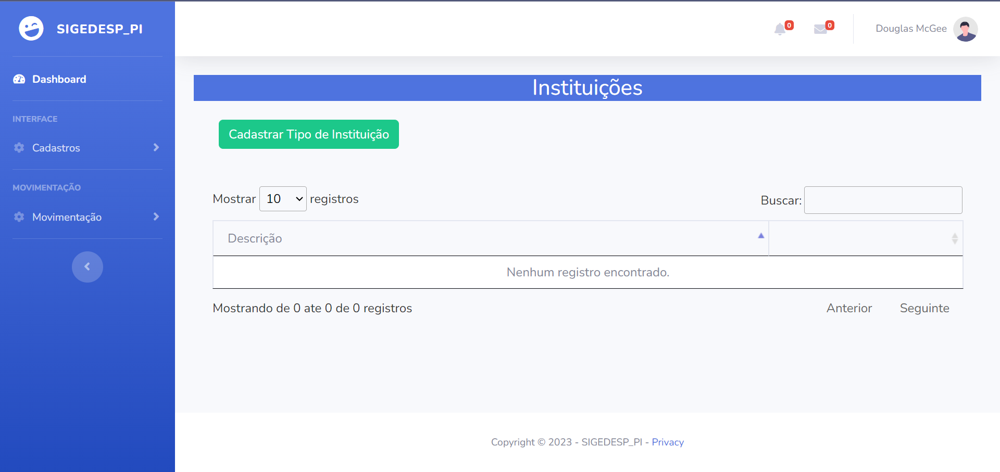 SIGEDESP_PI
0
0
Douglas McGee
Dashboard
INTERFACE
Cadastros
MOVIMENTAÇÃO
Movimentação
Instituições
Cadastrar Tipo de Instituição
Mostrar 10 registros
Buscar:
Descrição
Nenhum registro encontrado.
Mostrando de 0 ate 0 de 0 registros
Anterior Seguinte
Copyright © 2023 - SIGEDESP_PI - Privacy